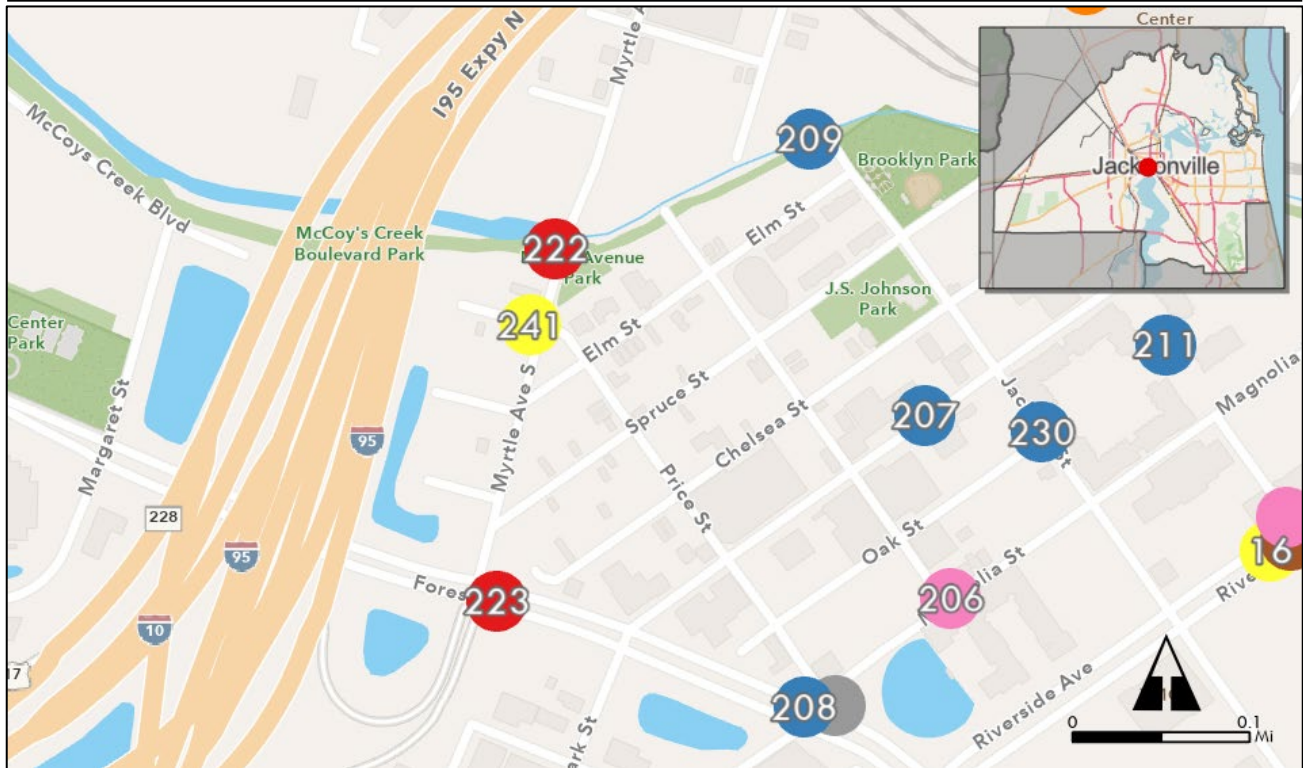 Center
I95 Expy N
Myrtle A
McCoys Creek Blvd
209
Brooklyn Park
Jacksonville
McCoy's Creek
Boulevard Park
222
Avenue
Park
Elm St
J.S. Johnson
Park
Center
Park
241
Elm St
211
Margaret St
Myrtle Ave S
Spruce St
Chelsea St
207
230
Magnolia
95
Price St
228
95
Oak St
16
10
223
206
17
208
Riverside Ave
0
0.1
Mi